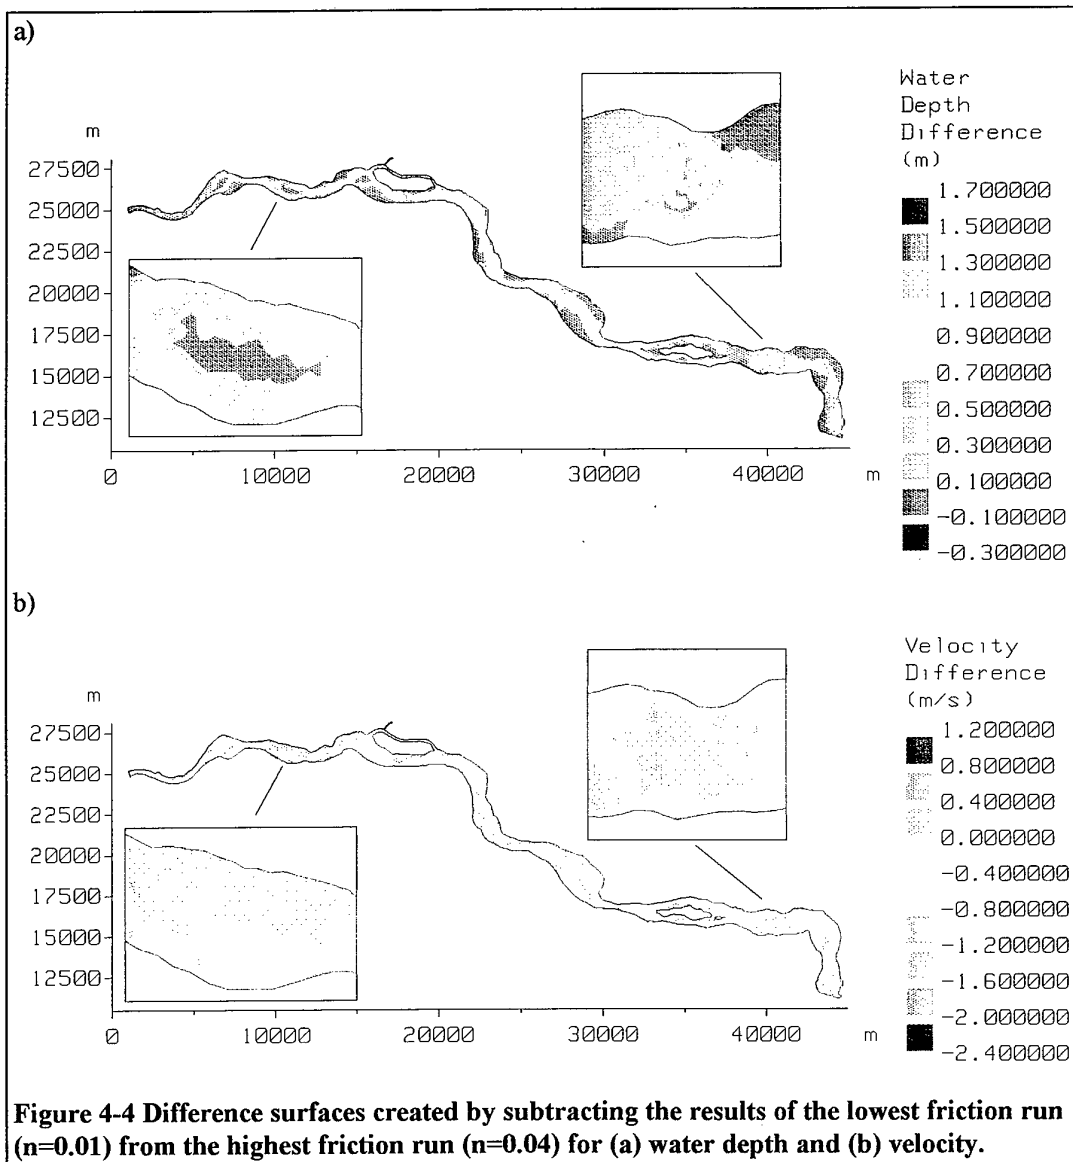 a)
Water
Depth
Difference
(m)
1.700000
1.500000
1.300000
1.100000
0.900000
0.700000
0.500000
0.300000
0.100000
-0.100000
-0.300000
m
27500
25000
22500
20000
17500
15000
12500
0 10000 20000 30000 40000 m
b)
Velocity
Difference
(m/s)
1.200000
0.800000
0.400000
0.000000
-0.400000
-0.800000
-1.200000
-1.600000
-2.000000
-2.400000
m
27500
25000
22500
20000
17500
15000
12500
0 10000 20000 30000 40000 m
Figure 4-4 Difference surfaces created by subtracting the results of the lowest friction run
(n=0.01) from the highest friction run (n=0.04) for (a) water depth and (b) velocity.